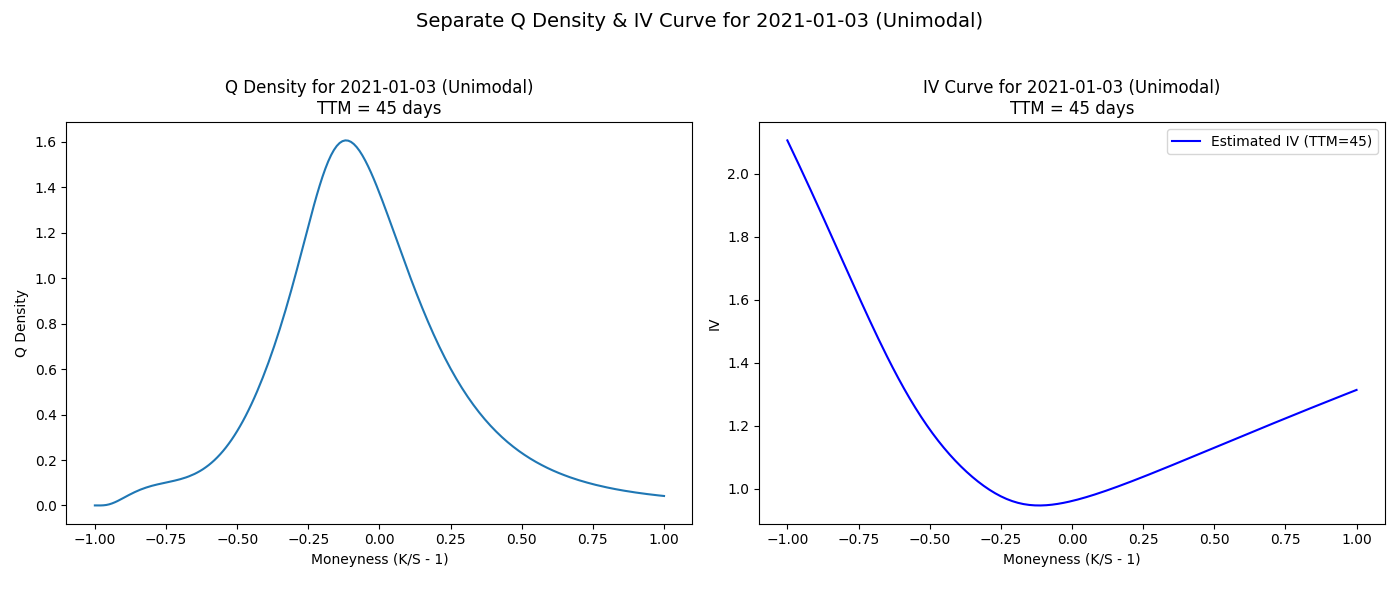 Separate Q Density & IV Curve for 2021-01-03 (Unimodal)
Q Density for 2021-01-03 (Unimodal)
TTM = 45 days
1.6
1.4
1.2
1.0
0.8
0.6
0.4
0.2
0.0
Q Density
−1.00 −0.75 −0.50 −0.25 0.00 0.25 0.50 0.75 1.00
Moneyness (K/S - 1)
IV Curve for 2021-01-03 (Unimodal)
TTM = 45 days
Estimated IV (TTM=45)
2.0
1.8
1.6
1.4
1.2
1.0
IV
−1.00 −0.75 −0.50 −0.25 0.00 0.25 0.50 0.75 1.00
Moneyness (K/S - 1)